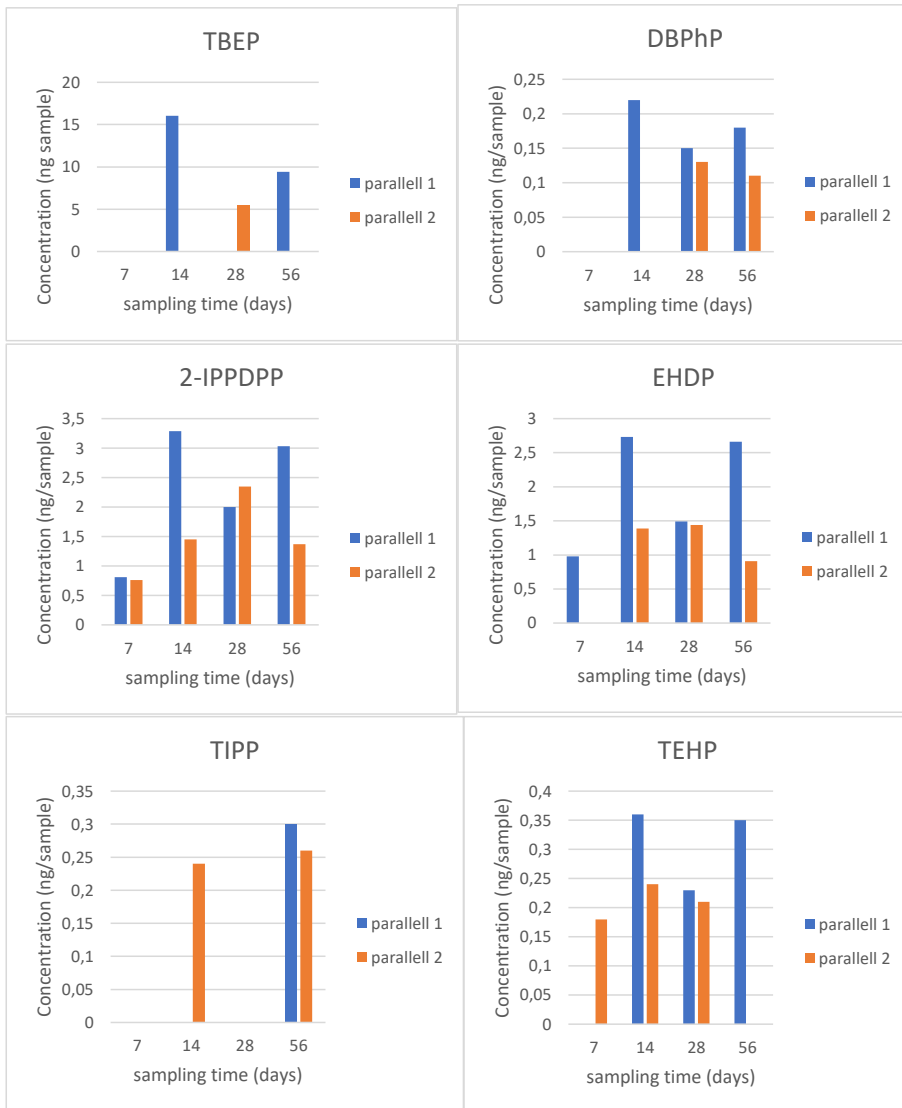 TBEP
Concentration (ng sample)
20
15
10
5
0
7 14 28 56
sampling time (days)
parallell 1
parallell 2
DBPhP
Concentration (ng/sample)
0,25
0,2
0,15
0,1
0,05
0
7 14 28 56
sampling time (days)
parallell 1
parallell 2
2-IPPDPP
Concentration (ng/sample)
3,5
3
2,5
2
1,5
1
0,5
0
7 14 28 56
sampling time (days)
parallell 1
parallell 2
EHDP
Concentration (ng/sample)
3
2,5
2
1,5
1
0,5
0
7 14 28 56
sampling time (days)
parallell 1
parallell 2
TIPP
Concentration (ng/sample)
0,35
0,3
0,25
0,2
0,15
0,1
0,05
0
7 14 28 56
sampling time (days)
parallell 1
parallell 2
TEHP
Concentration (ng/sample)
0,4
0,35
0,3
0,25
0,2
0,15
0,1
0,05
0
7 14 28 56
sampling time (days)
parallell 1
parallell 2